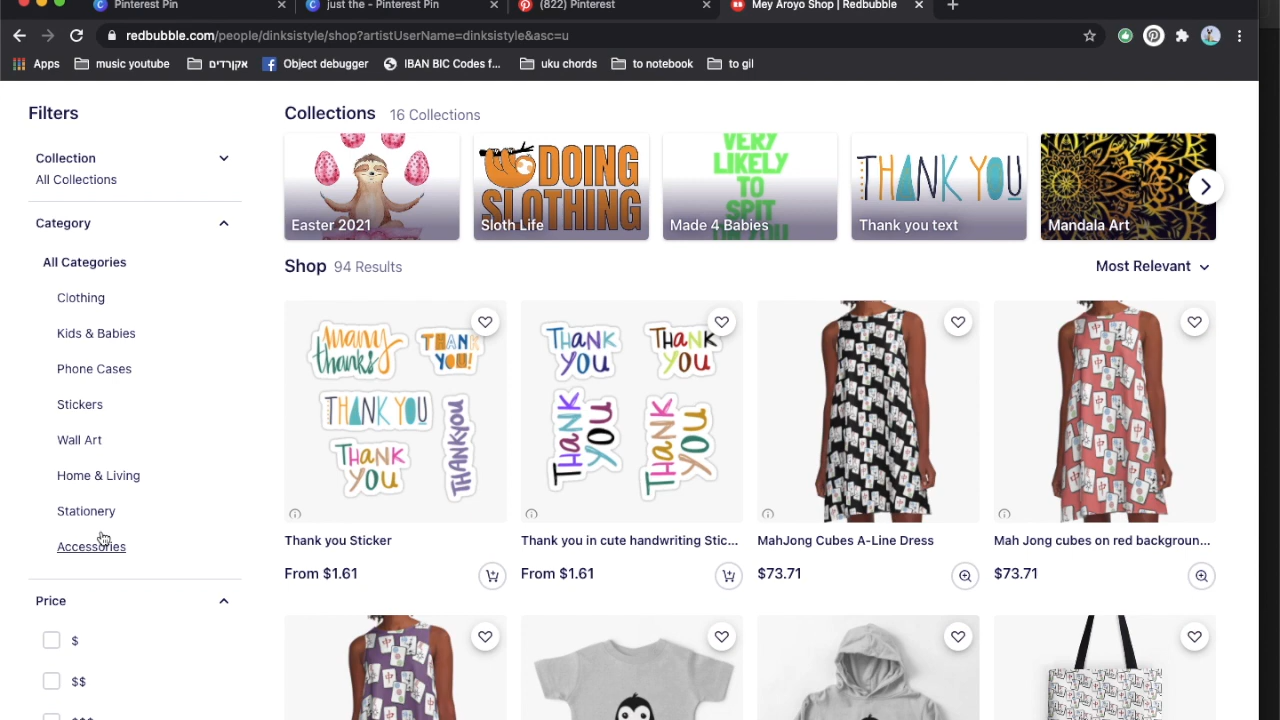 Pinterest Pin
just the - Pinterest Pin
(822) Pinterest
Mey Aroyo Shop | Redbubble
redbubble.com/people/dinksistyle/shop?artistUserName=dinksistyle&asc=u
Apps
music youtube
אקורדים
Object debugger
IBAN BIC Codes f...
uku chords
to notebook
to gil
Filters
Collection
All Collections
Category
All Categories
Clothing
Kids & Babies
Phone Cases
Stickers
Wall Art
Home & Living
Stationery
Accessories
Price
$
$$
Collections 16 Collections
Easter 2021
DOING
SLOTHING
Sloth Life
VERY
LIKELY
TO
SPIT
Made 4 Babies
THANK YOU
Thank you text
Mandala Art
Shop 94 Results
Most Relevant
many thanks
THANK YOU!
THANK YOU
THANK YOU
THANKYOU
Thank you Sticker
From $1.61
THANK YOU
THANK YOU
THANK YOU
THANK YOU
Thank you in cute handwriting Stic...
From $1.61
MahJong Cubes A-Line Dress
$73.71
Mah Jong cubes on red backgroun...
$73.71